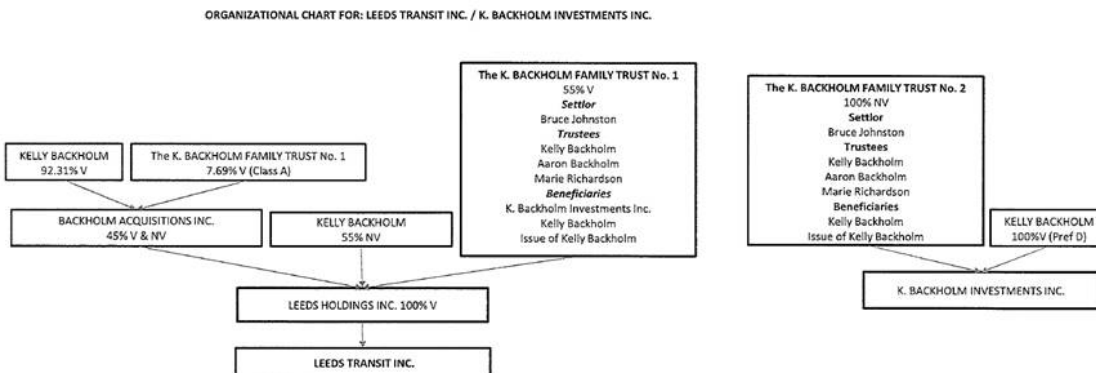 ORGANIZATIONAL CHART FOR: LEEDS TRANSIT INC. / K. BACKHOLM INVESTMENTS INC.
KELLY BACKHOLM
92.31% V
The K. BACKHOLM FAMILY TRUST No. 1
7.69% V (Class A)
BACKHOLM ACQUISITIONS INC.
45% V & NV
KELLY BACKHOLM
55% NV
The K. BACKHOLM FAMILY TRUST No. 1
55% V
Settlor
Bruce Johnston
Trustees
Kelly Backholm
Aaron Backholm
Marie Richardson
Beneficiaries
K. Backholm Investments Inc.
Kelly Backholm
Issue of Kelly Backholm
LEEDS HOLDINGS INC. 100% V
LEEDS TRANSIT INC.
The K. BACKHOLM FAMILY TRUST No. 2
100% NV
Settlor
Bruce Johnston
Trustees
Kelly Backholm
Aaron Backholm
Marie Richardson
Beneficiaries
Kelly Backholm
Issue of Kelly Backholm
KELLY BACKHOLM
100%V (Pref D)
K. BACKHOLM INVESTMENTS INC.